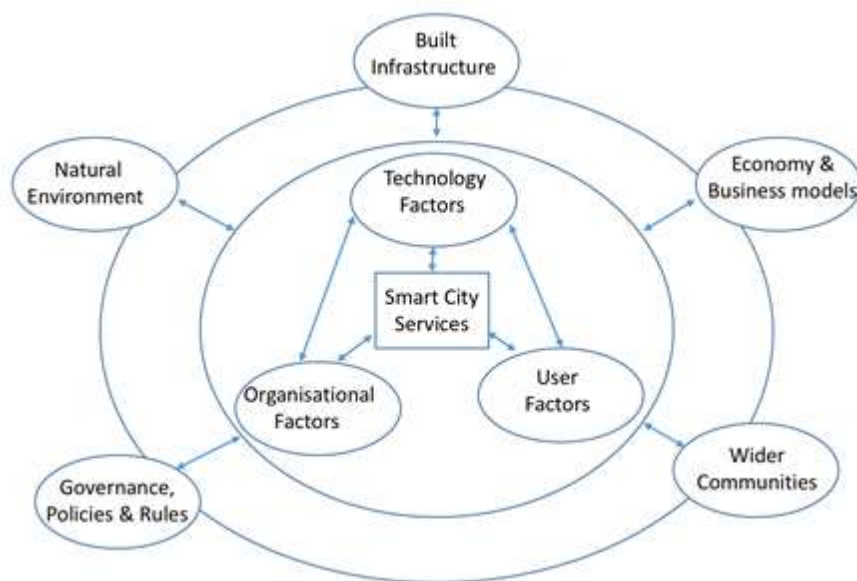 Built
Infrastructure
Natural
Environment
Economy &
Business models
Technology
Factors
Smart City
Services
Organisational
Factors
User
Factors
Governance,
Policies & Rules
Wider
Communities